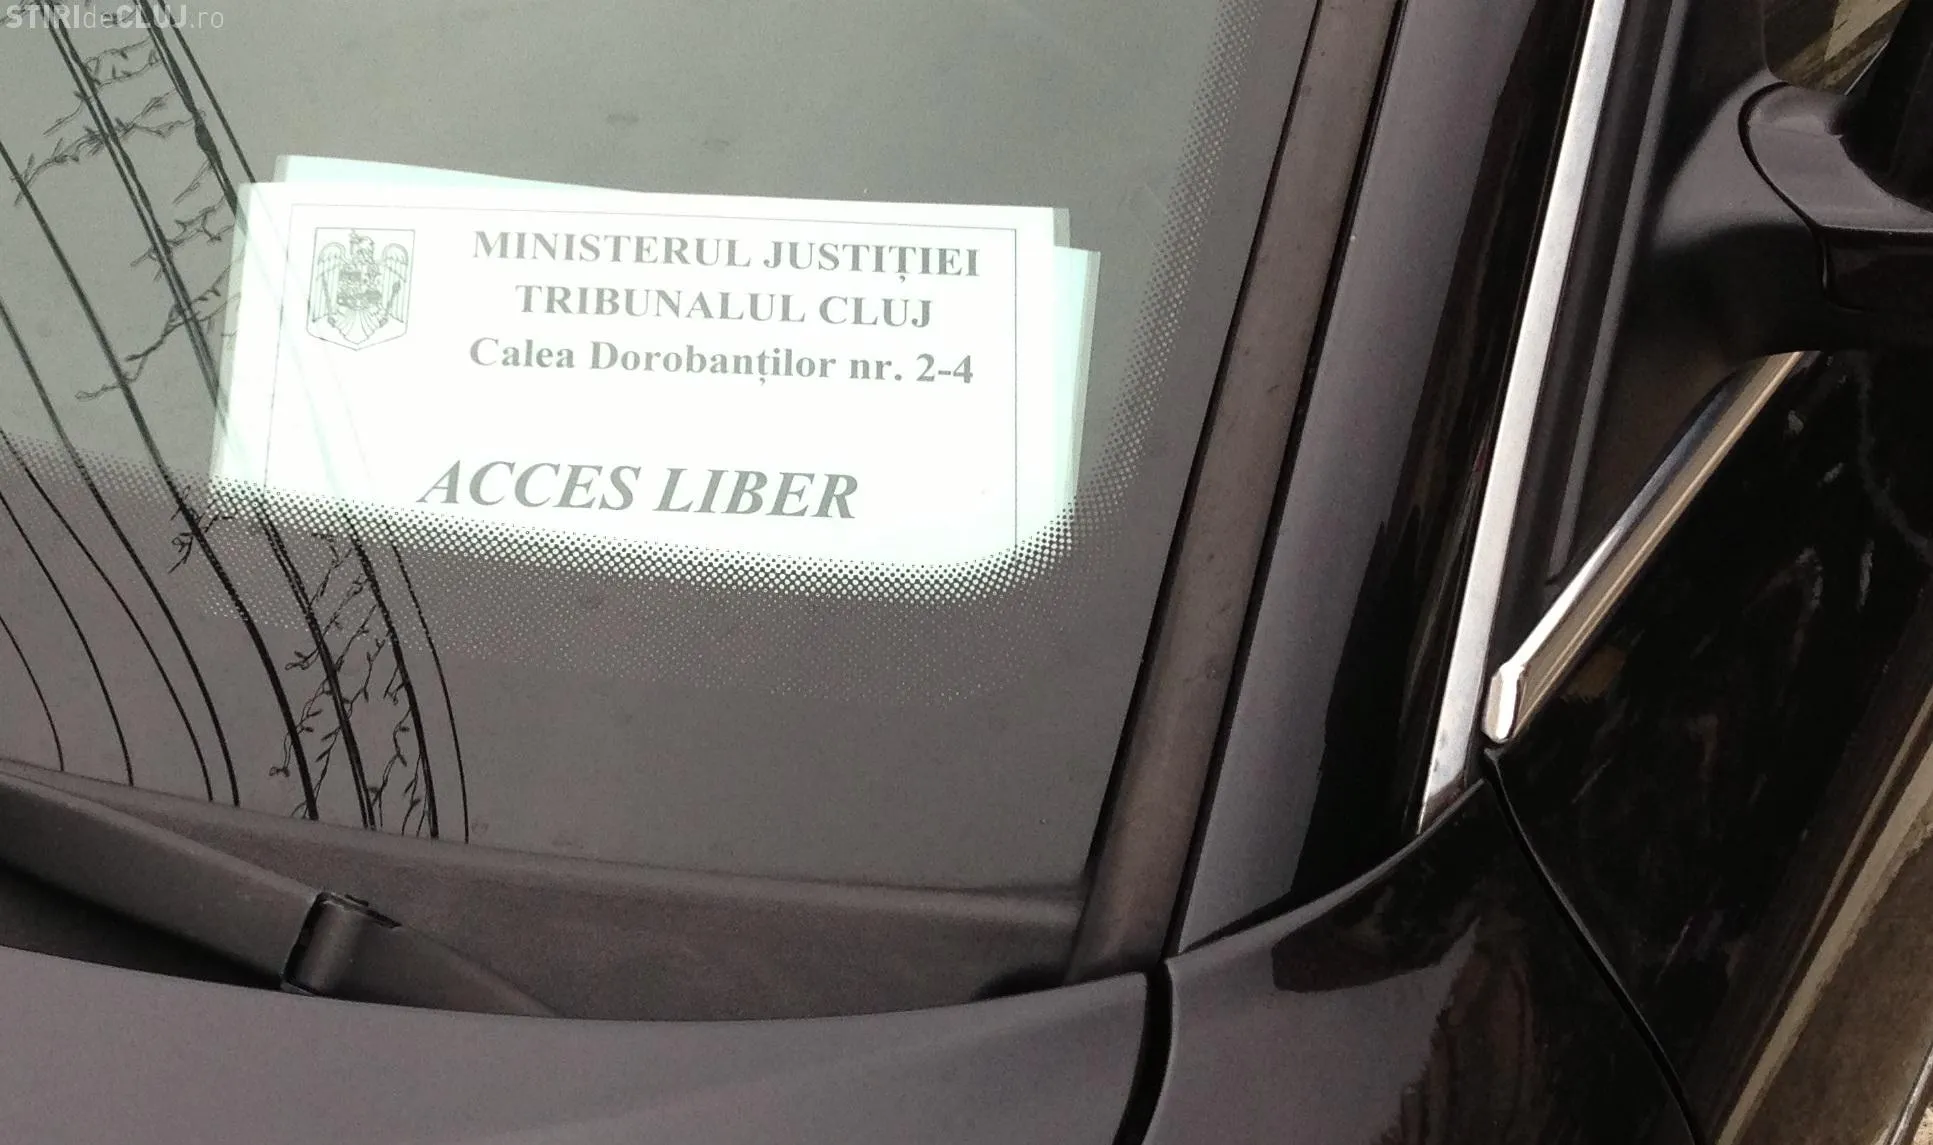 STIRIdeCLUJ.ro
MINISTERUL JUSTIȚIEI
TRIBUNALUL CLUJ
Calea Dorobanților nr. 2-4
ACCES LIBER